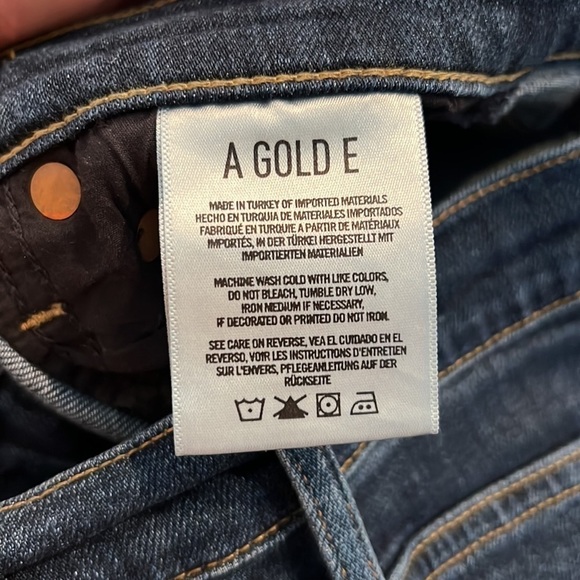 A GOLD E
MADE IN TURKEY OF IMPORTED MATERIALS
HECHO EN TURQUIA DE MATERIALES IMPORTADOS
FABRIQUÉ EN TURQUIE A PARTIR DE MATÉRIAUX
IMPORTÉS, IN DER TÜRKEI HERGESTELLT MIT
IMPORTIERTEN MATERIALIEN
MACHINE WASH COLD WITH LIKE COLORS,
DO NOT BLEACH, TUMBLE DRY LOW,
IRON MEDIUM IF NECESSARY,
IF DECORATED OR PRINTED DO NOT IRON.
SEE CARE ON REVERSE, VEA EL CUIDADO EN EL
REVERSO, VOIR LES INSTRUCTIONS D'ENTRETIEN
SUR L'ENVERS, PFLEGEANLEITUNG AUF DER
RÜCKSEITE